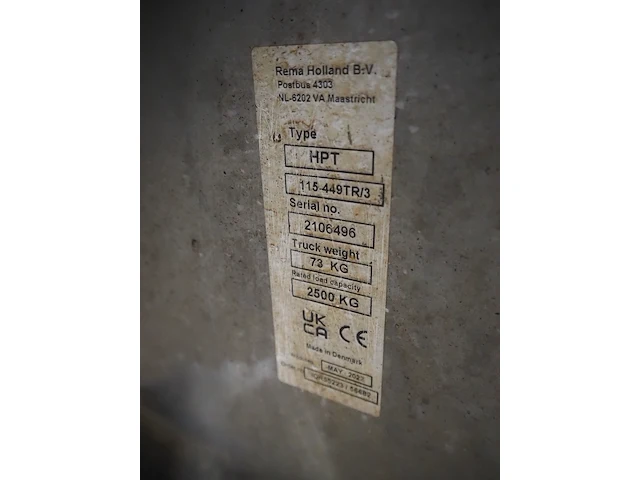 Rema Holland B.V.
Postbus 4303
NL-6202 VA Maastricht
Type
HPT
115-449TR/3
Serial no.
2106496
Truck weight
73 KG
Rated load capacity
2500 KG
UK
CA CE
Made in Denmark
MAY